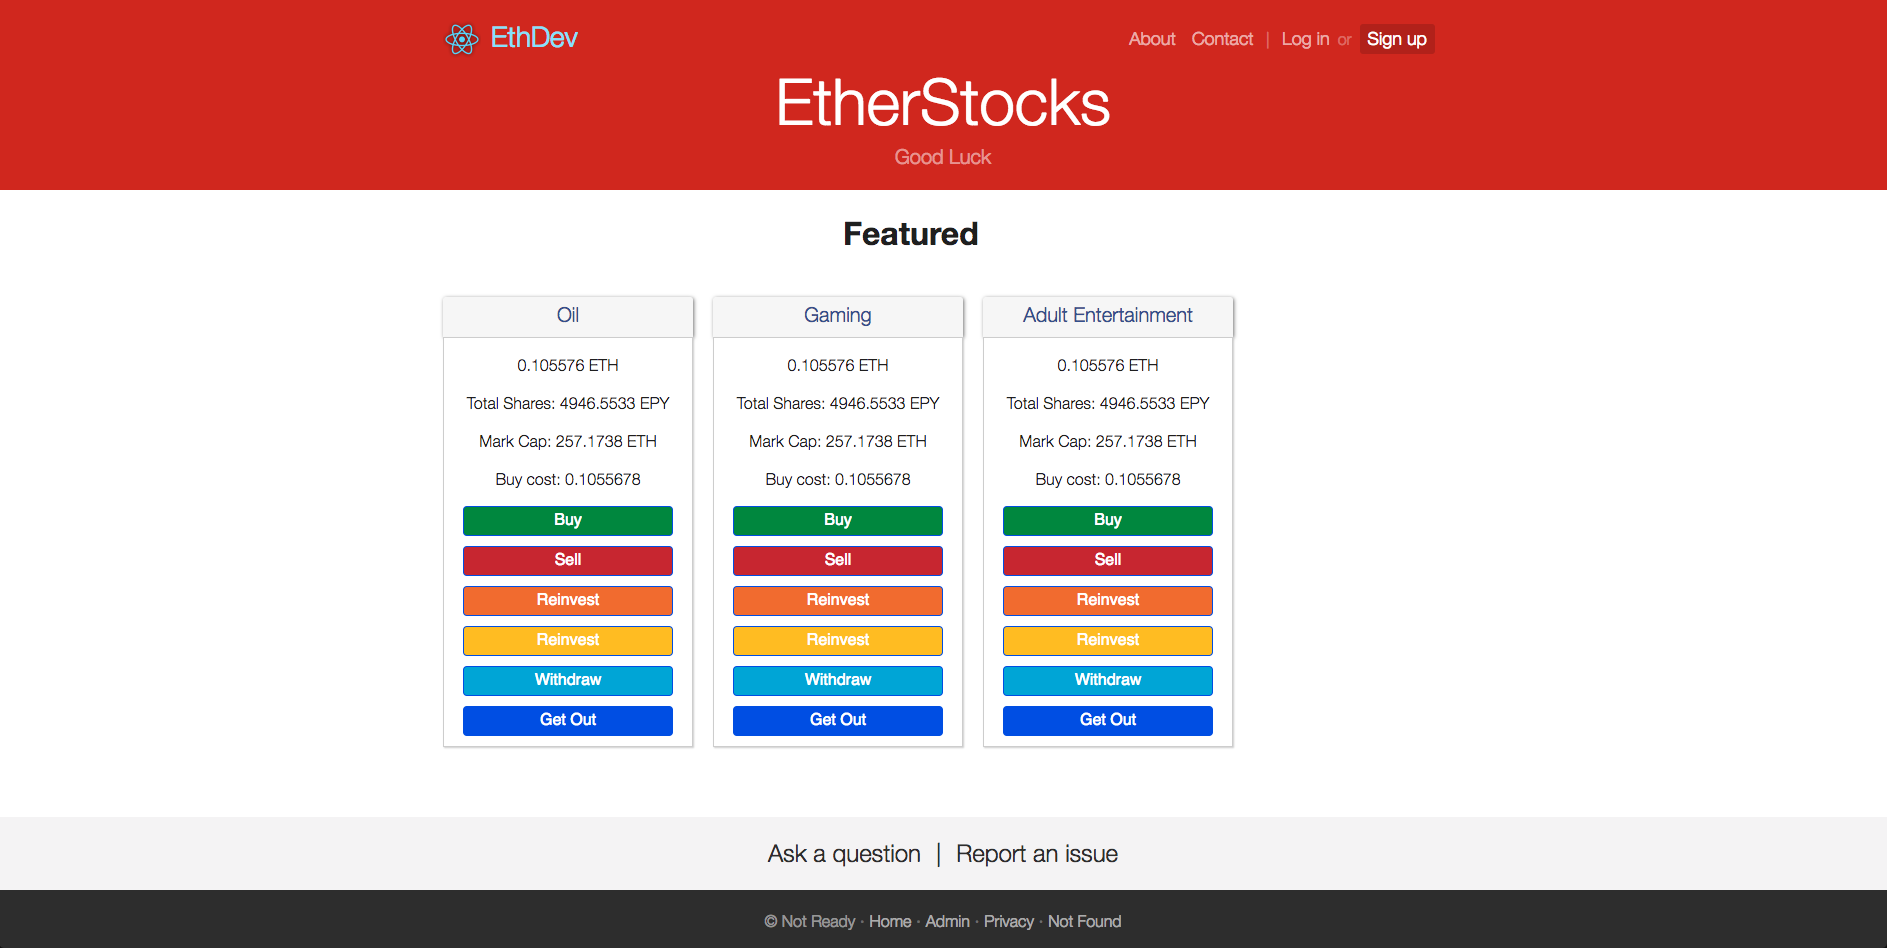 EthDev
About Contact | Log in or Sign up
EtherStocks
Good Luck
Featured
Oil
0.105576 ETH
Total Shares: 4946.5533 EPY
Mark Cap: 257.1738 ETH
Buy cost: 0.1055678
Buy
Sell
Reinvest
Reinvest
Withdraw
Get Out
Gaming
0.105576 ETH
Total Shares: 4946.5533 EPY
Mark Cap: 257.1738 ETH
Buy cost: 0.1055678
Buy
Sell
Reinvest
Reinvest
Withdraw
Get Out
Adult Entertainment
0.105576 ETH
Total Shares: 4946.5533 EPY
Mark Cap: 257.1738 ETH
Buy cost: 0.1055678
Buy
Sell
Reinvest
Reinvest
Withdraw
Get Out
Ask a question | Report an issue
© Not Ready · Home · Admin · Privacy · Not Found